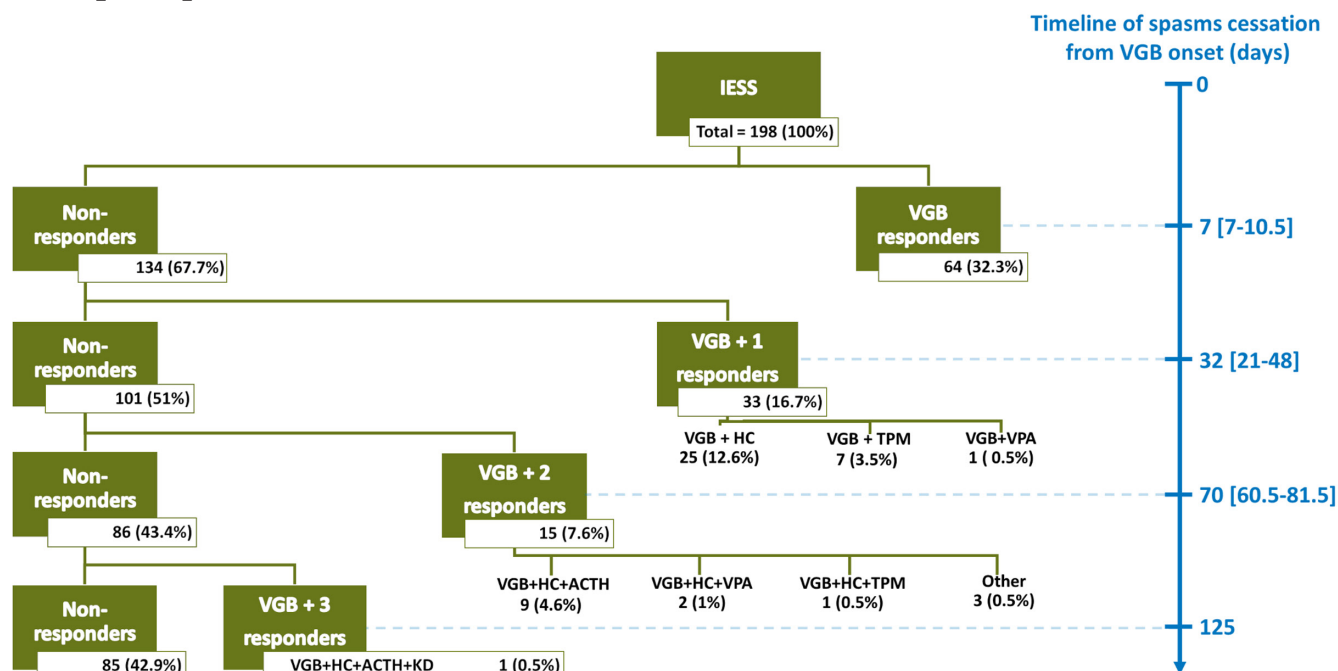 Timeline of spasms cessation
from VGB onset (days)
0
IESS
Total = 198 (100%)
Non-
responders
134 (67.7%)
VGB
responders
64 (32.3%)
7 [7-10.5]
Non-
responders
101 (51%)
VGB + 1
responders
33 (16.7%)
32 [21-48]
VGB + HC
25 (12.6%)
VGB + TPM
7 (3.5%)
VGB+VPA
1 ( 0.5%)
Non-
responders
86 (43.4%)
VGB + 2
responders
15 (7.6%)
70 [60.5-81.5]
VGB+HC+ACTH
9 (4.6%)
VGB+HC+VPA
2 (1%)
VGB+HC+TPM
1 (0.5%)
Other
3 (0.5%)
Non-
responders
85 (42.9%)
VGB + 3
responders
VGB+HC+ACTH+KD 1 (0.5%)
125